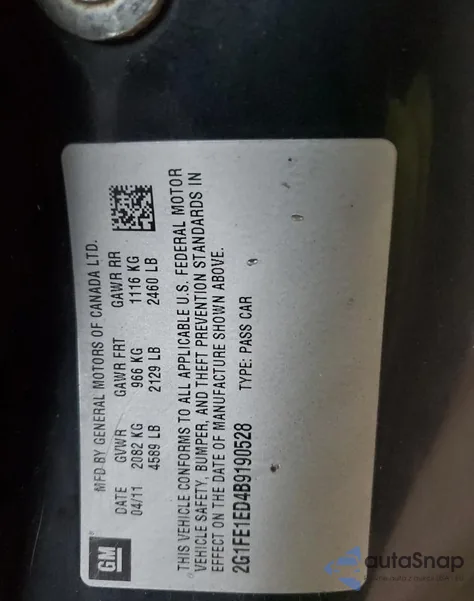 MFD BY GENERAL MOTORS OF CANADA LTD.
DATE GVWR GAWR FRT GAWR RR
04/11 2082 KG 966 KG 1116 KG
4589 LB 2129 LB 2460 LB
GM
THIS VEHICLE CONFORMS TO ALL APPLICABLE U.S. FEDERAL MOTOR
VEHICLE SAFETY, BUMPER, AND THEFT PREVENTION STANDARDS IN
EFFECT ON THE DATE OF MANUFACTURE SHOWN ABOVE.
2G1FE1ED4B9190528 TYPE: PASS CAR
autaSnap